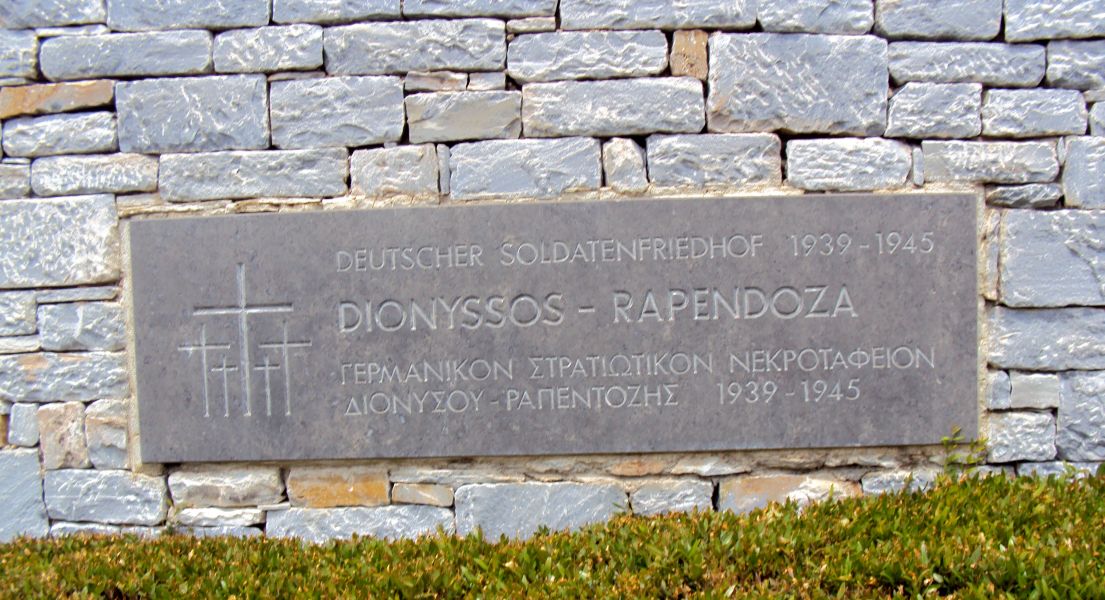 DEUTSCHER SOLDATENFRIEDHOF 1939-1945
DIONYSSOS - RAPENDOZA
ΓΕΡΜΑΝΙΚΟΝ ΣΤΡΑΤΙΩΤΙΚΟΝ ΝΕΚΡΟΤΑΦΕΙΟΝ
ΔΙΟΝΥΣΟΥ-ΡΑΠΕΝΤΟΖΗΣ 1939-1945